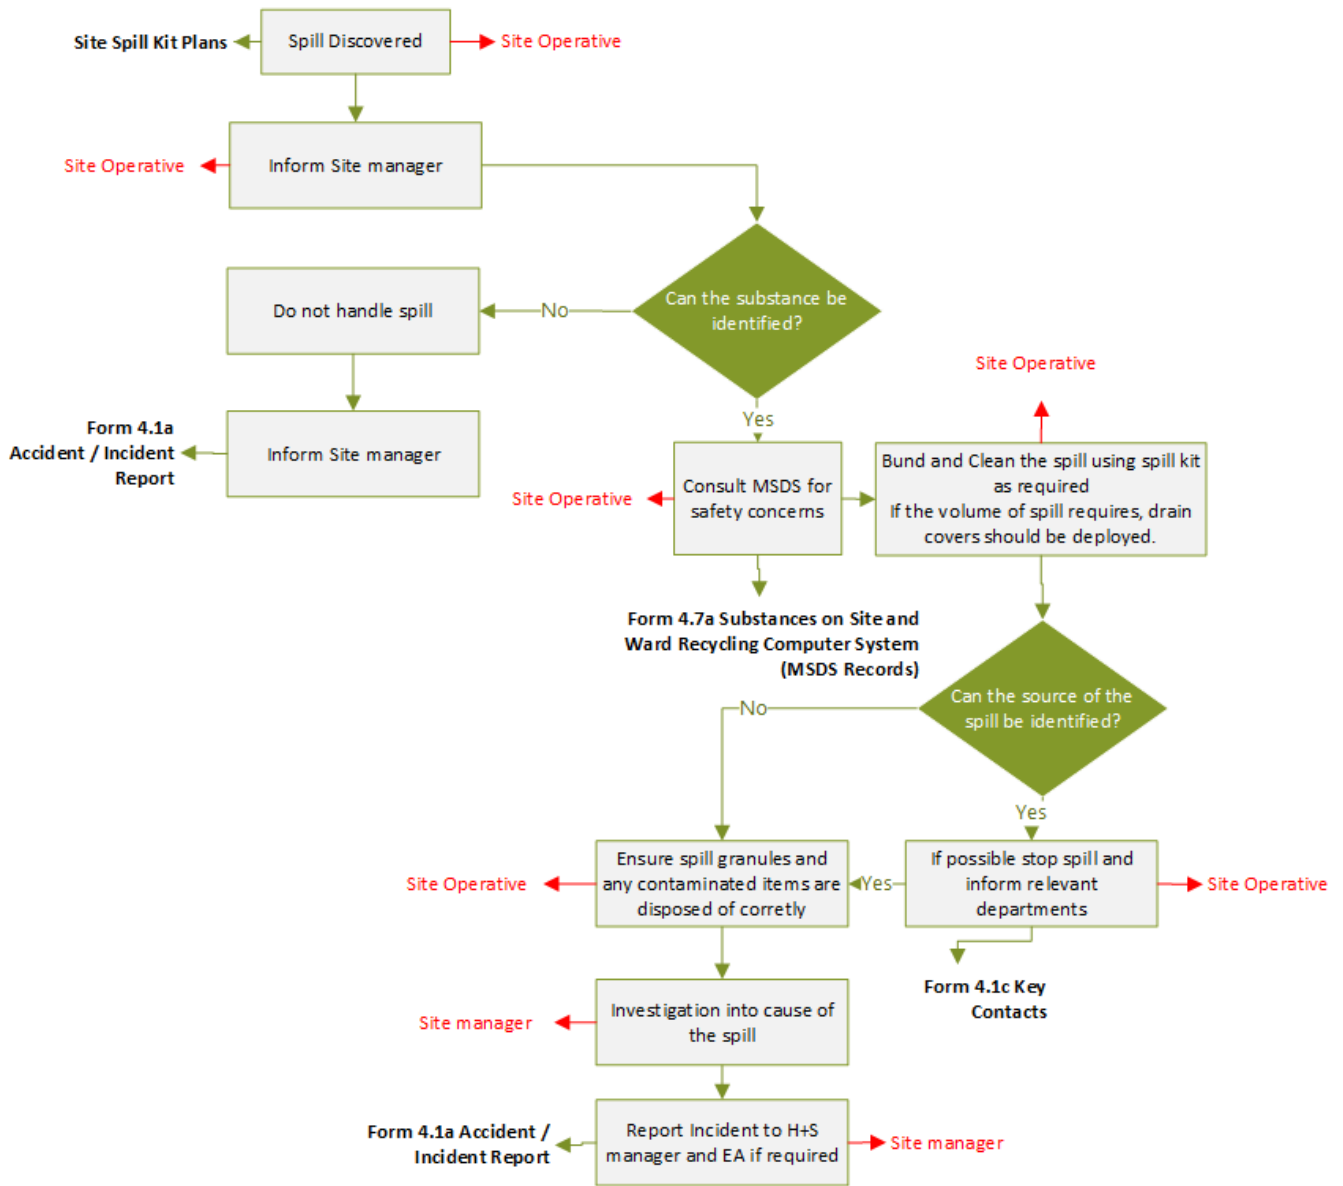 Site Spill Kit Plans
Spill Discovered
Site Operative
Site Operative
Inform Site manager
Can the substance be
identified?
No
Do not handle spill
Yes
Form 4.1a
Accident / Incident
Report
Inform Site manager
Site Operative
Site Operative
Consult MSDS for
safety concerns
Bund and Clean the spill using spill kit
as required
If the volume of spill requires, drain
covers should be deployed.
Form 4.7a Substances on Site and
Ward Recycling Computer System
(MSDS Records)
Can the source of the
spill be identified?
No
Yes
Site Operative
Ensure spill granules and
any contaminated items are
disposed of corretly
Yes
If possible stop spill and
inform relevant
departments
Site Operative
Form 4.1c Key
Contacts
Site manager
Investigation into cause of
the spill
Form 4.1a Accident /
Incident Report
Report Incident to H+S
manager and EA if required
Site manager